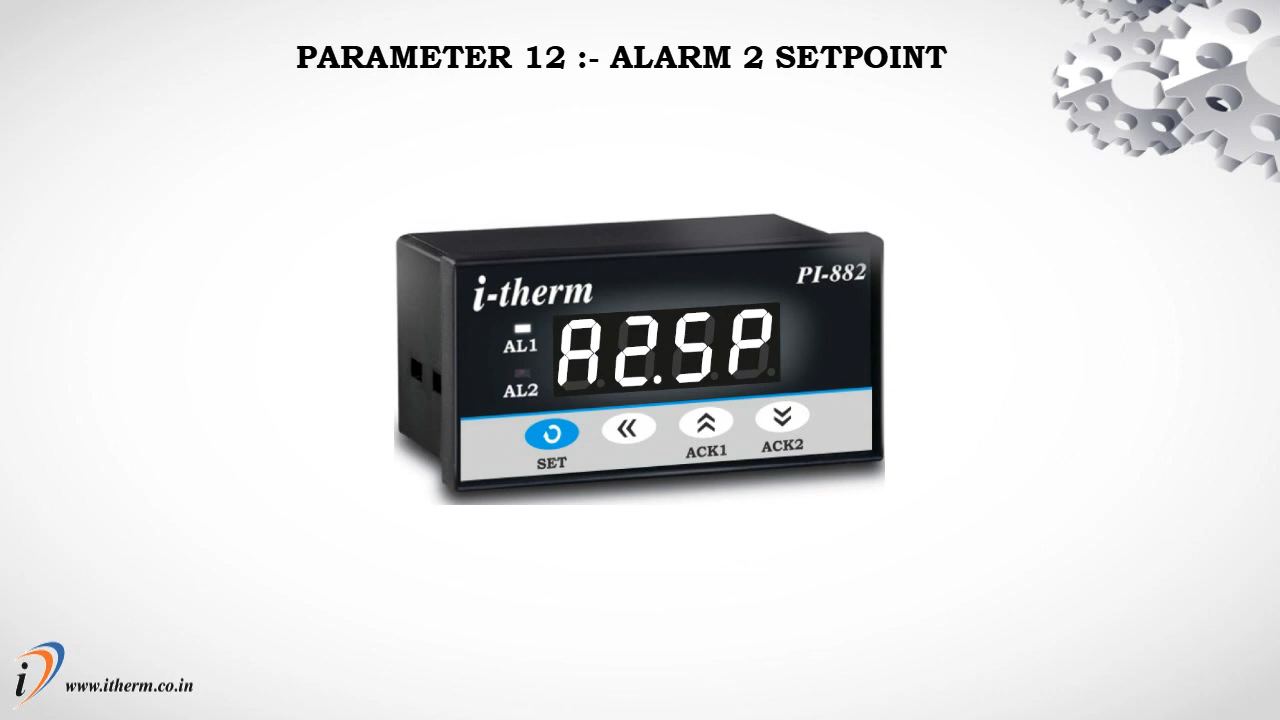 PARAMETER 12 :- ALARM 2 SETPOINT
i-therm
PI-882
AL1
A2.SP
AL2
SET
ACK1
ACK2
i
www.itherm.co.in